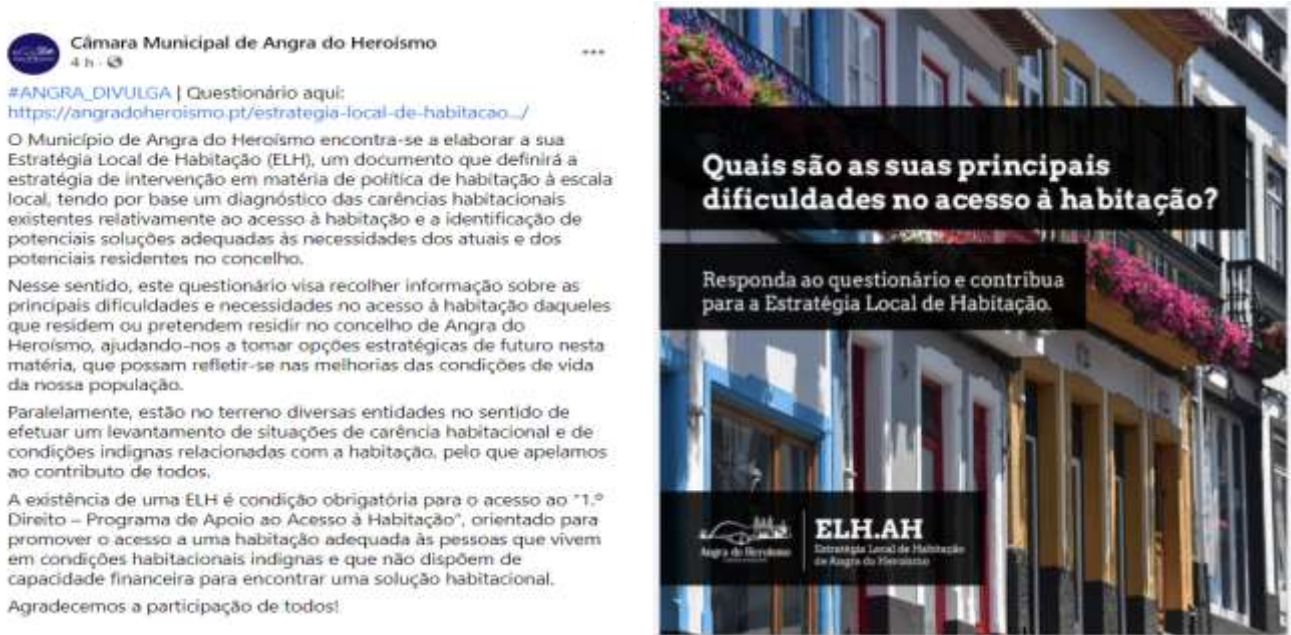 Câmara Municipal de Angra do Heroísmo
4 h ·
#ANGRA_DIVULGA | Questionário aqui:
https://angradoheroismo.pt/estrategia-local-de-habitacao.../
O Município de Angra do Heroísmo encontra-se a elaborar a sua
Estratégia Local de Habitação (ELH), um documento que definirá a
estratégia de intervenção em matéria de política de habitação à escala
local, tendo por base um diagnóstico das carências habitacionais
existentes relativamente ao acesso à habitação e a identificação de
potenciais soluções adequadas às necessidades dos atuais e dos
potenciais residentes no concelho.
Nesse sentido, este questionário visa recolher informação sobre as
principais dificuldades e necessidades no acesso à habitação daqueles
que residem ou pretendem residir no concelho de Angra do
Heroísmo, ajudando-nos a tomar opções estratégicas de futuro nesta
matéria, que possam refletir-se nas melhorias das condições de vida
da nossa população.
Paralelamente, estão no terreno diversas entidades no sentido de
efetuar um levantamento de situações de carência habitacional e de
condições indignas relacionadas com a habitação, pelo que apelamos
ao contributo de todos.
A existência de uma ELH é condição obrigatória para o acesso ao "1.º
Direito – Programa de Apoio ao Acesso à Habitação", orientado para
promover o acesso a uma habitação adequada às pessoas que vivem
em condições habitacionais indignas e que não dispõem de
capacidade financeira para encontrar uma solução habitacional.
Agradecemos a participação de todos!
Quais são as suas principais
dificuldades no acesso à habitação?
Responda ao questionário e contribua
para a Estratégia Local de Habitação.
Angra do Heroísmo
ELH.AH
Estratégia Local de Habitação
de Angra do Heroísmo